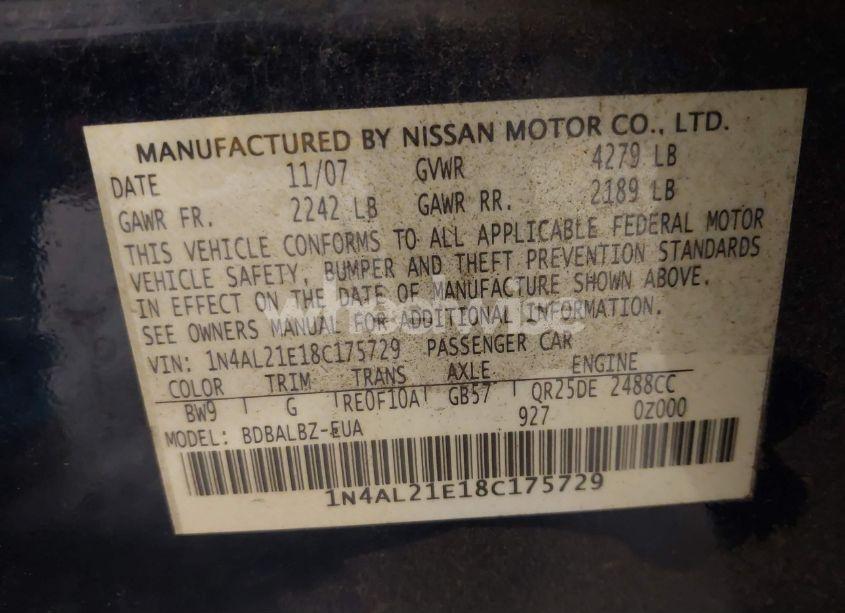 MANUFACTURED BY NISSAN MOTOR CO., LTD.
DATE 11/07 GVWR 4279 LB
GAWR FR. 2242 LB GAWR RR. 2189 LB
THIS VEHICLE CONFORMS TO ALL APPLICABLE FEDERAL MOTOR
VEHICLE SAFETY, BUMPER AND THEFT PREVENTION STANDARDS
IN EFFECT ON THE DATE OF MANUFACTURE SHOWN ABOVE.
SEE OWNERS MANUAL FOR ADDITIONAL INFORMATION.
VIN: 1N4AL21E18C175729 PASSENGER CAR
COLOR TRIM TRANS AXLE ENGINE
BW9 G RE0F10A GB57 QR25DE 2488CC
927 0Z000
MODEL: BDBALBZ-EUA
1N4AL21E18C175729